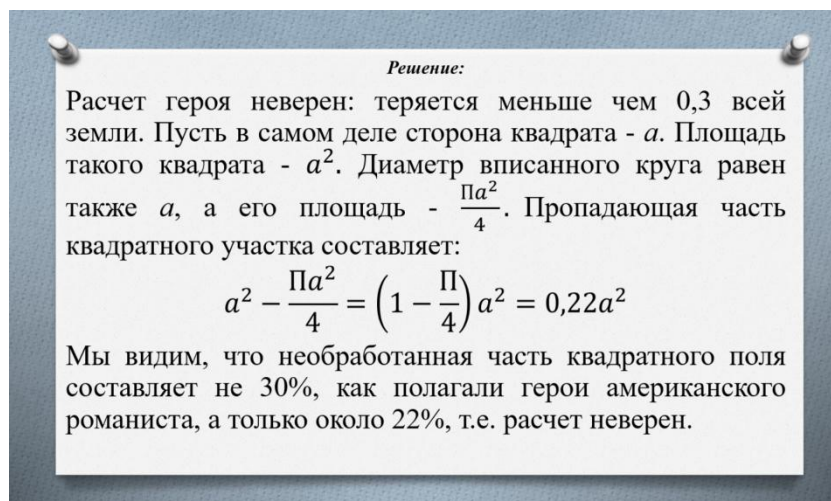 Решение:
Расчет героя неверен: теряется меньше чем 0,3 всей
земли. Пусть в самом деле сторона квадрата - а. Площадь
такого квадрата - 𝑎². Диаметр вписанного круга равен
также а, а его площадь - П𝑎²/4. Пропадающая часть
квадратного участка составляет:
𝑎² − П𝑎²/4 = (1 − П/4) 𝑎² = 0,22𝑎²
Мы видим, что необработанная часть квадратного поля
составляет не 30%, как полагали герои американского
романиста, а только около 22%, т.е. расчет неверен.